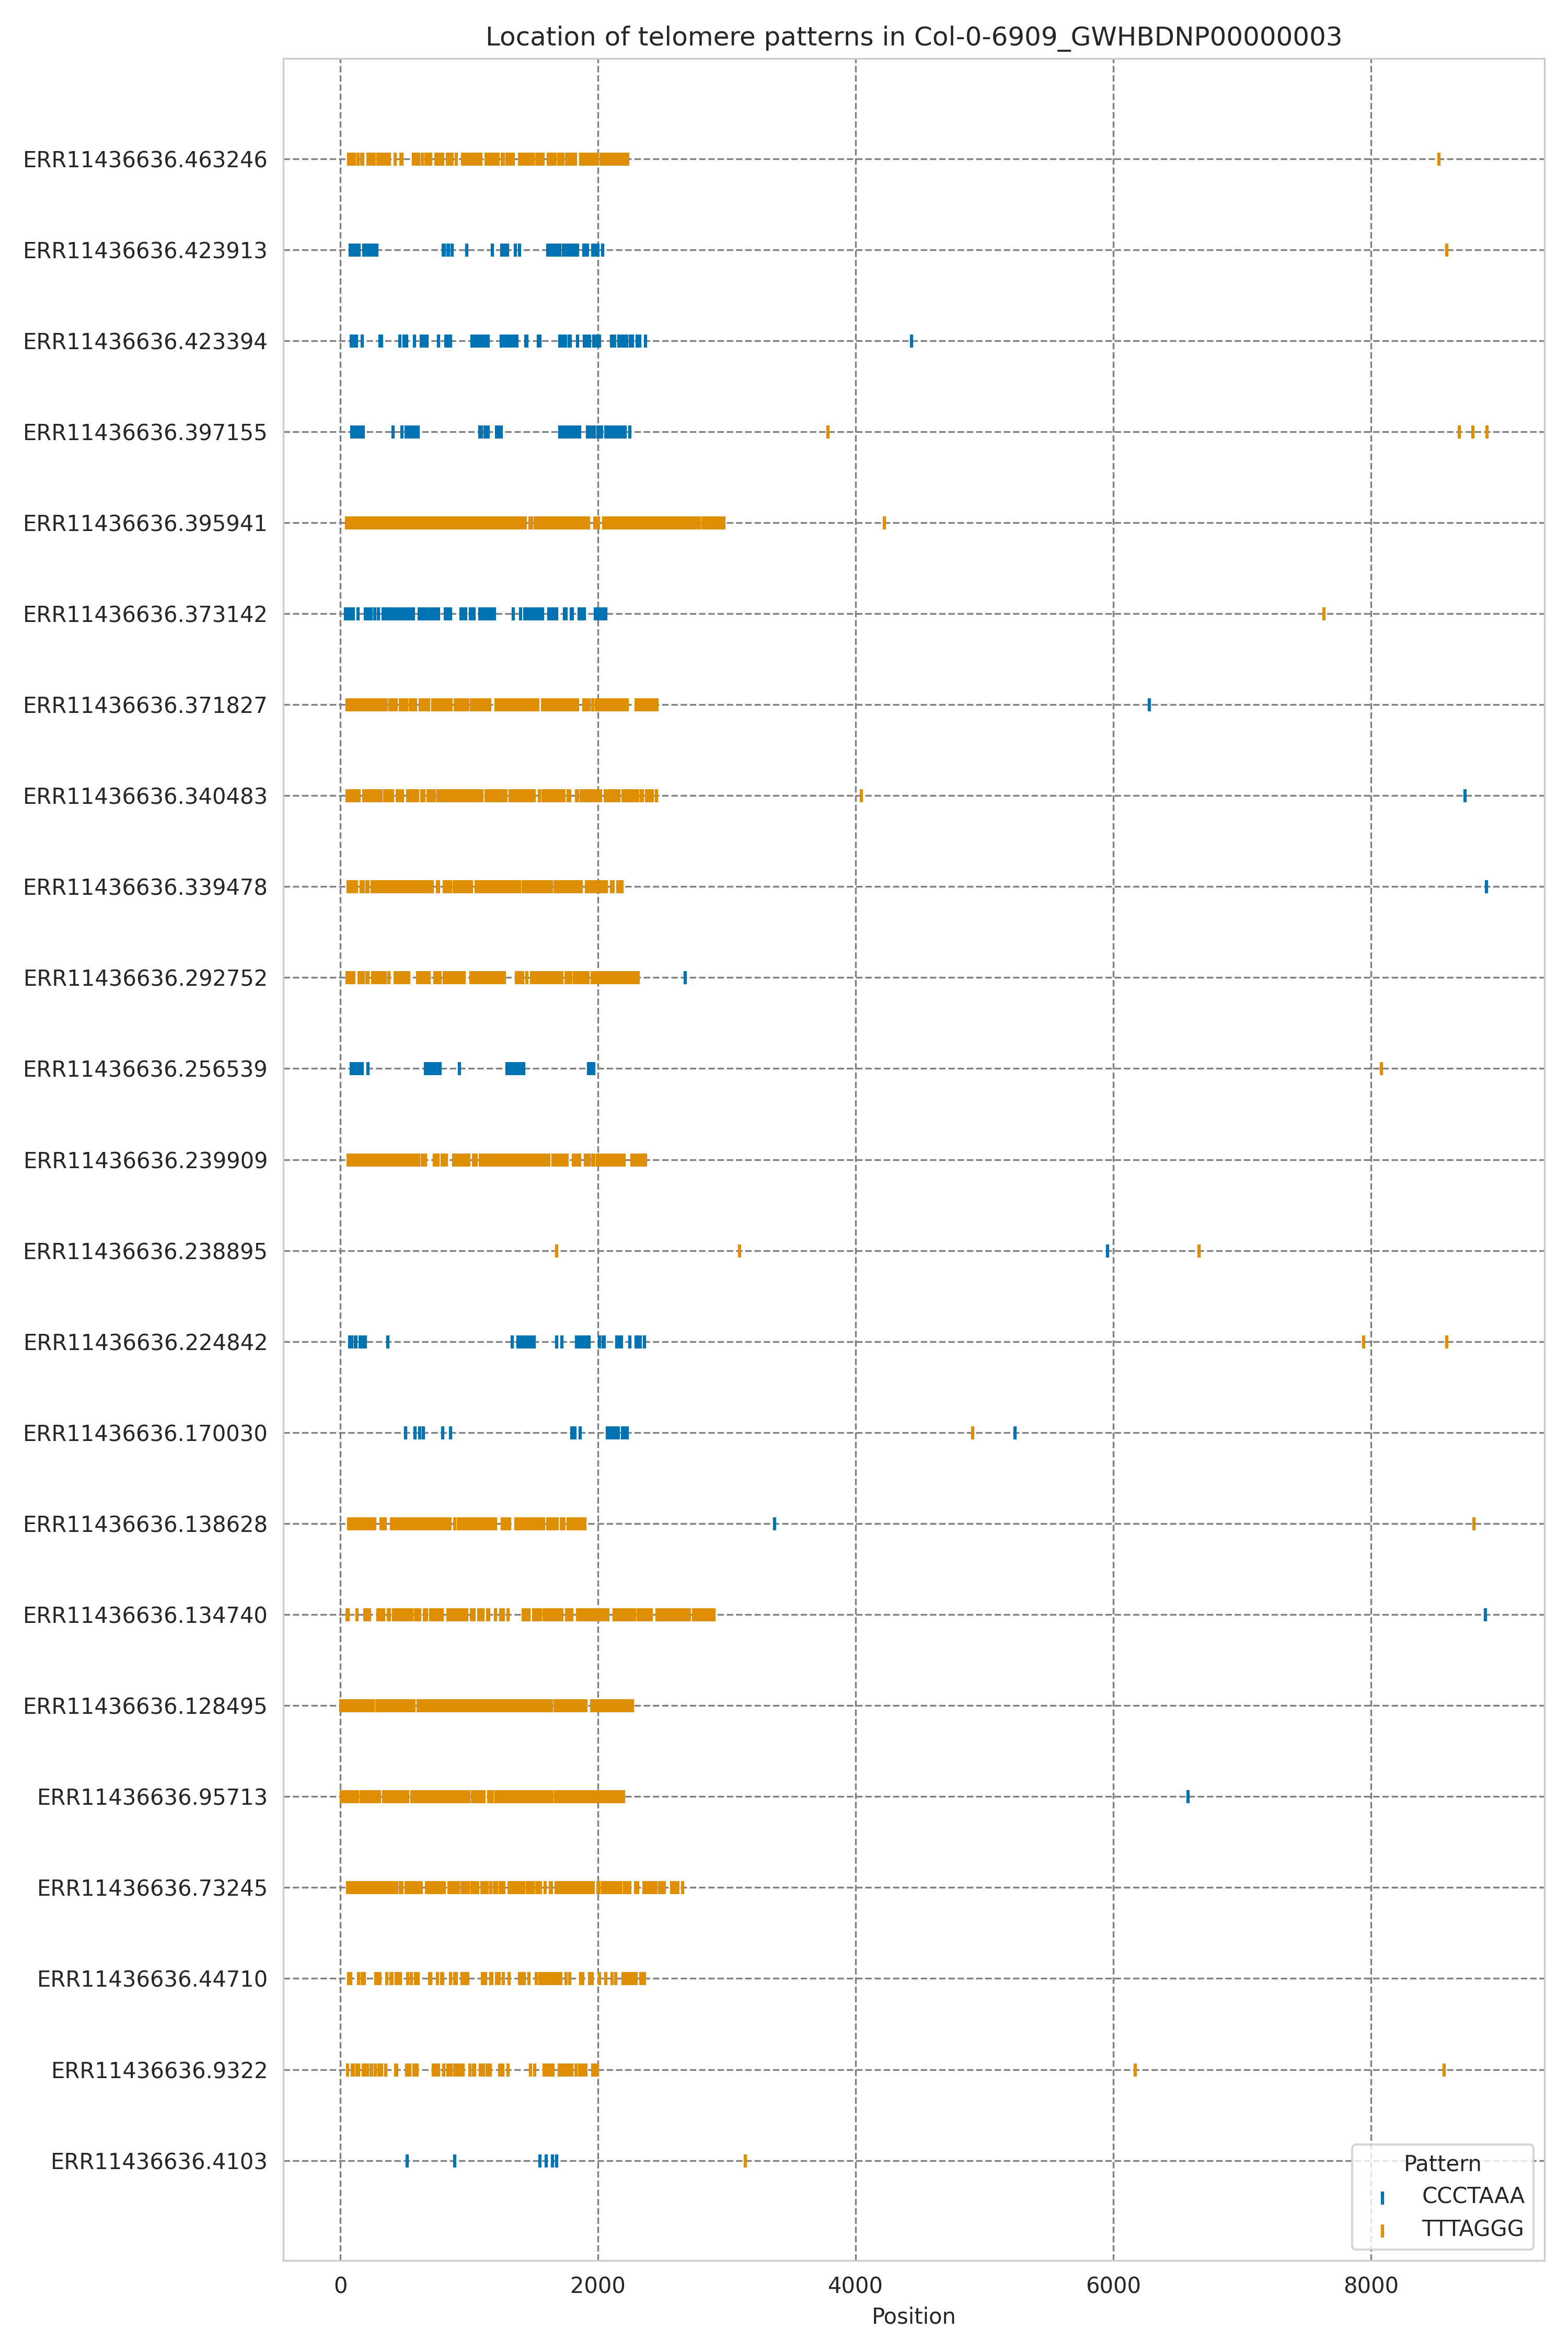 Location of telomere patterns in Col-0-6909_GWHBDNP00000003
ERR11436636.463246
ERR11436636.423913
ERR11436636.423394
ERR11436636.397155
ERR11436636.395941
ERR11436636.373142
ERR11436636.371827
ERR11436636.340483
ERR11436636.339478
ERR11436636.292752
ERR11436636.256539
ERR11436636.239909
ERR11436636.238895
ERR11436636.224842
ERR11436636.170030
ERR11436636.138628
ERR11436636.134740
ERR11436636.128495
ERR11436636.95713
ERR11436636.73245
ERR11436636.44710
ERR11436636.9322
ERR11436636.4103
Pattern
CCCTAAA
TTTAGGG
0 2000 4000 6000 8000
Position